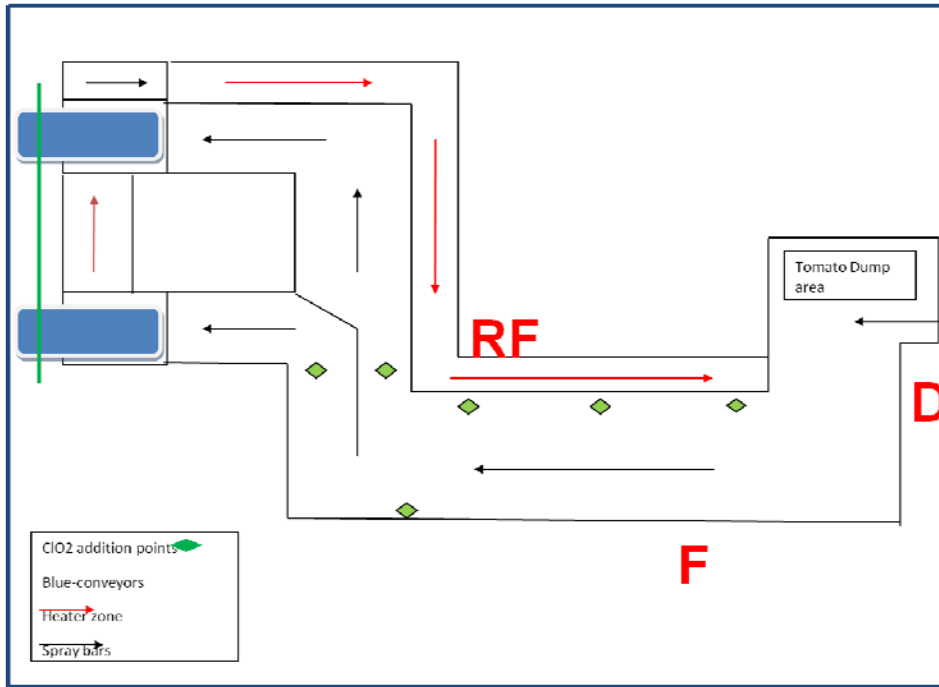 Tomato Dump
area
RF
D
F
ClO2 addition points
Blue-conveyors
Heater zone
Spray bars